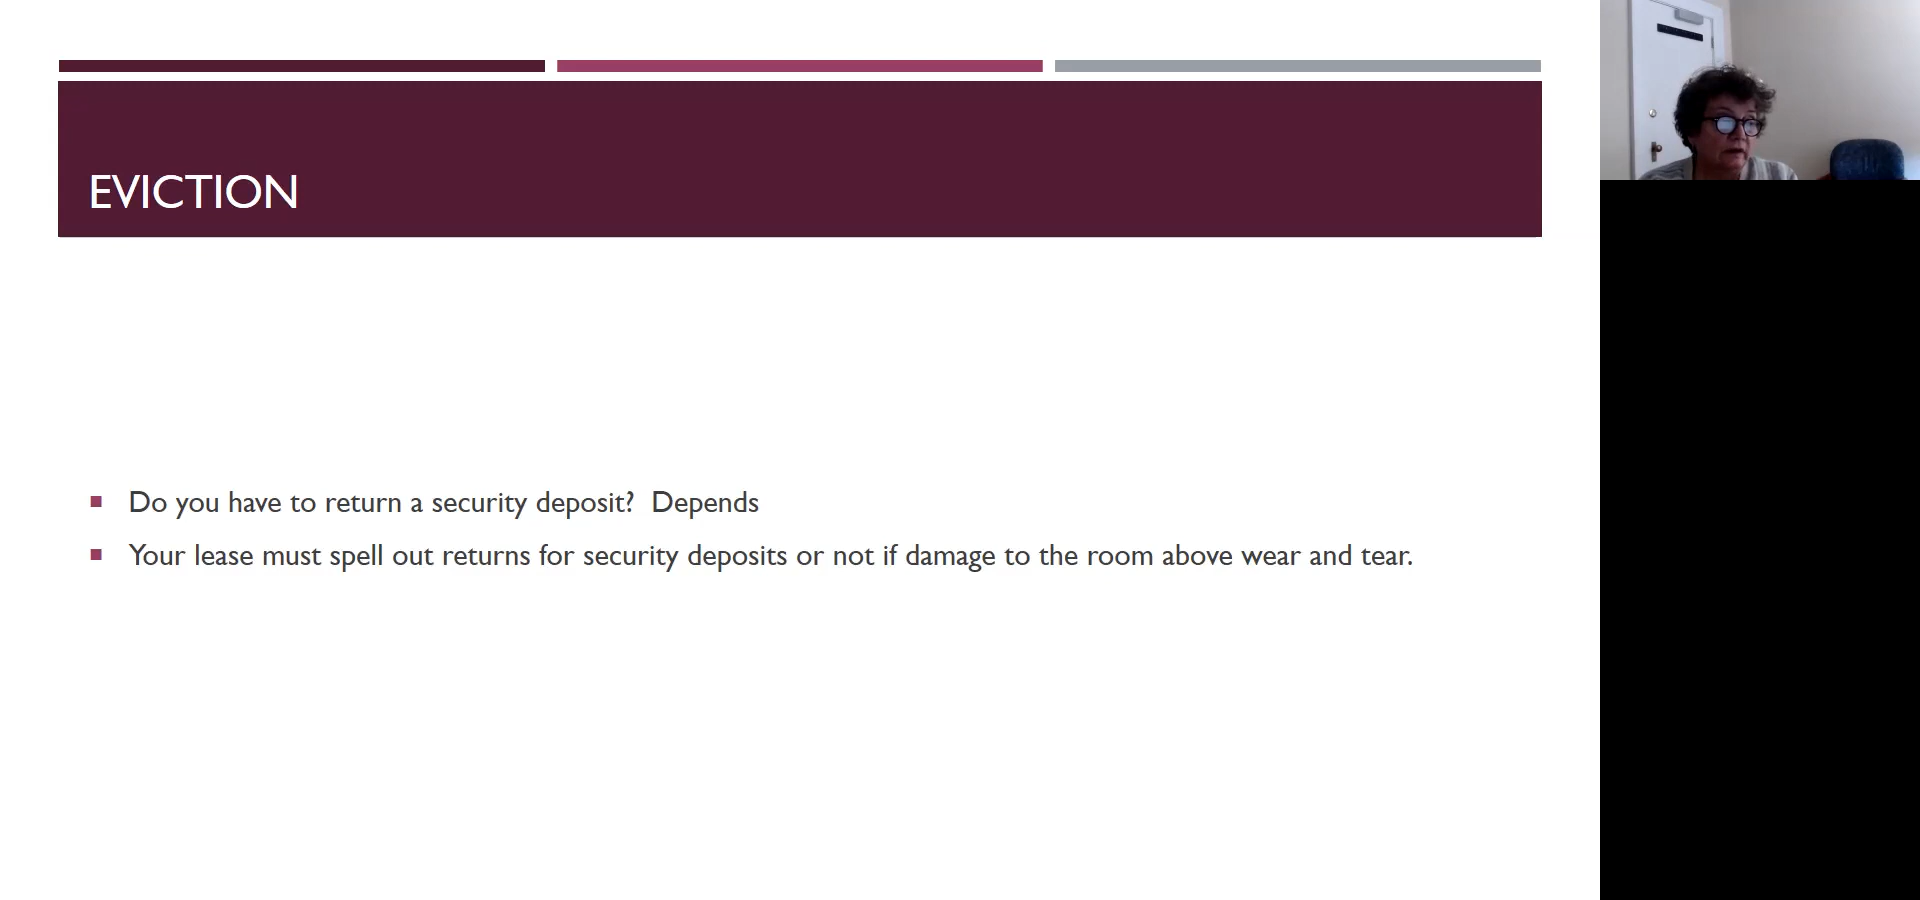 EVICTION
Do you have to return a security deposit?  Depends
Your lease must spell out returns for security deposits or not if damage to the room above wear and tear.